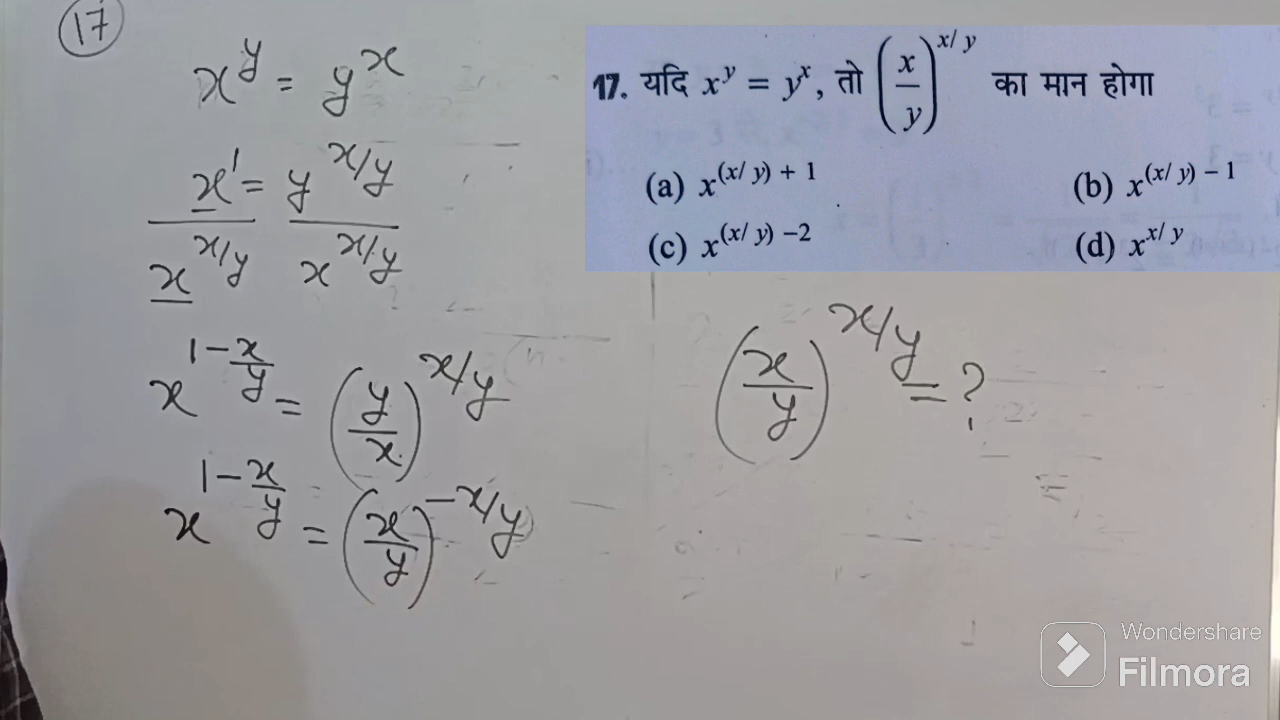 17
x^y = y^x
x^1 = y^{x/y}
x^{x/y} x^{x/y}
x^{1-x/y} = (y/x)^{x/y}
x^{1-x/y} = (x/y)^{-x/y}
17. यदि x^y = y^x, तो (x/y)^{x/y} का मान होगा
(a) x^{(x/y) + 1} (b) x^{(x/y) – 1}
(c) x^{(x/y) –2} (d) x^{x/y}
(x/y)^{x/y} = ?
Wondershare
Filmora